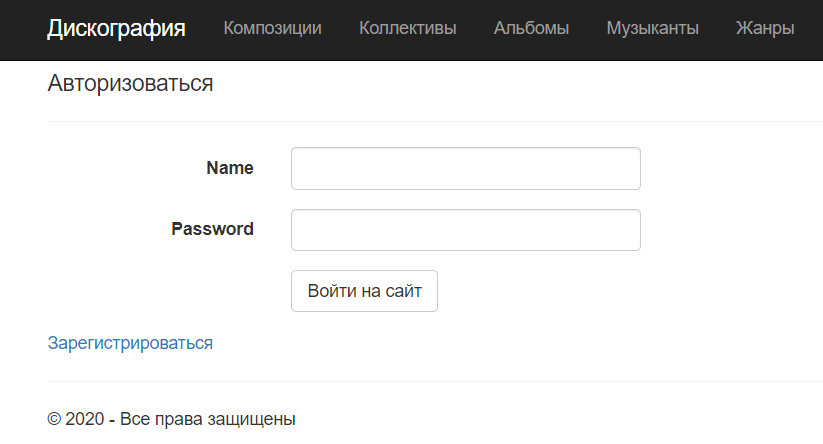 Дискография Композиции Коллективы Альбомы Музыканты Жанры
Авторизоваться
Name
Password
Войти на сайт
Зарегистрироваться
© 2020 - Все права защищены